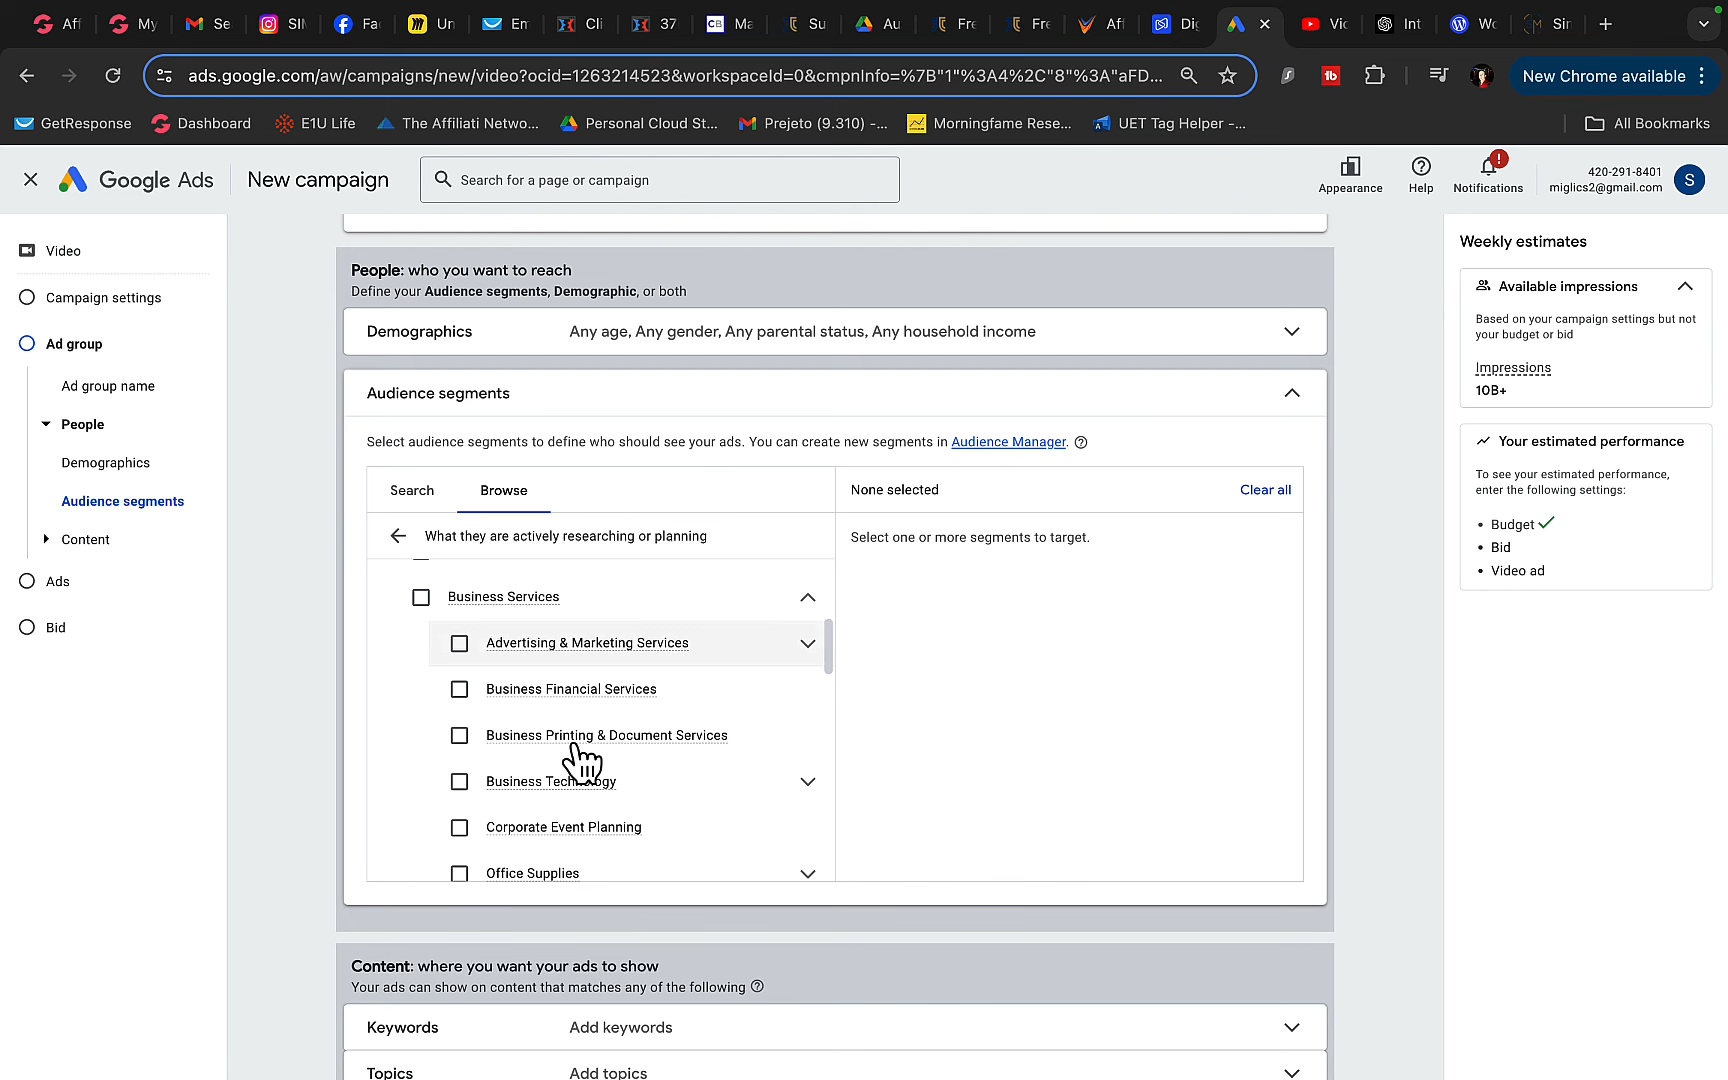 Aff
My
Se
SIM
Fac
Un
Em
Cli
37
Ma
Su
Au
Fre
Fre
Aff
Dig
Vic
Int
Wo
Sin
ads.google.com/aw/campaigns/new/video?ocid=1263214523&workspaceId=0&cmpnInfo=%7B"1"%3A4%2C"8"%3A"aFD...
New Chrome available
GetResponse
Dashboard
E1U Life
The Affiliati Netwo...
Personal Cloud St...
Prejeto (9.310) -...
Morningfame Rese...
UET Tag Helper -...
All Bookmarks
Google Ads
New campaign
Search for a page or campaign
Appearance
Help
Notifications
420-291-8401
miglics2@gmail.com
S
Video
Campaign settings
Ad group
Ad group name
People
Demographics
Audience segments
Content
Ads
Bid
People: who you want to reach
Define your Audience segments, Demographic, or both
Demographics
Any age, Any gender, Any parental status, Any household income
Audience segments
Select audience segments to define who should see your ads. You can create new segments in Audience Manager.
Search
Browse
None selected
Clear all
What they are actively researching or planning
Select one or more segments to target.
Business Services
Advertising & Marketing Services
Business Financial Services
Business Printing & Document Services
Business Technology
Corporate Event Planning
Office Supplies
Content: where you want your ads to show
Your ads can show on content that matches any of the following
Keywords
Add keywords
Topics
Add topics
Weekly estimates
Available impressions
Based on your campaign settings but not
your budget or bid
Impressions
10B+
Your estimated performance
To see your estimated performance,
enter the following settings:
Budget
Bid
Video ad